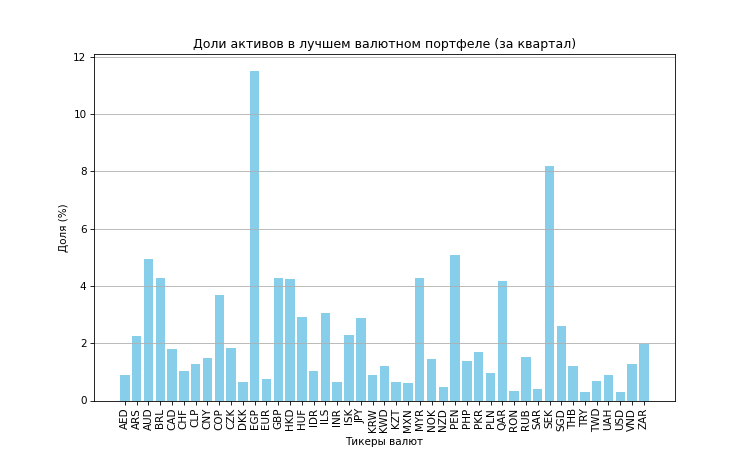 Доли активов в лучшем валютном портфеле (за квартал)
12
10
8
6
4
2
0
Доля (%)
AED ARS AUD BRL CAD CHF CLP CNY COP CZK DKK EGP EUR GBP HKD HUF IDR ILS INR ISK JPY KRW KWD KZT MXN MYR NOK NZD PEN PHP PKR PLN QAR RON RUB SAR SEK SGD THB TRY TWD UAH USD VND ZAR
Тикеры валют